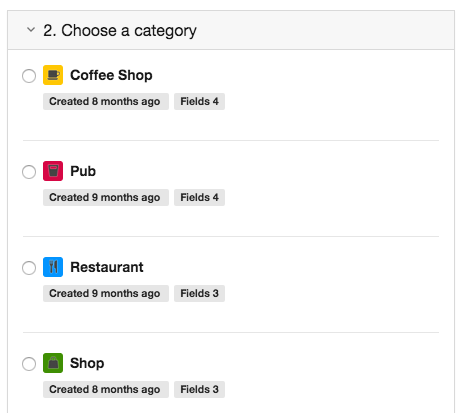 2. Choose a category
Coffee Shop
Created 8 months ago Fields 4
Pub
Created 9 months ago Fields 4
Restaurant
Created 9 months ago Fields 3
Shop
Created 8 months ago Fields 3